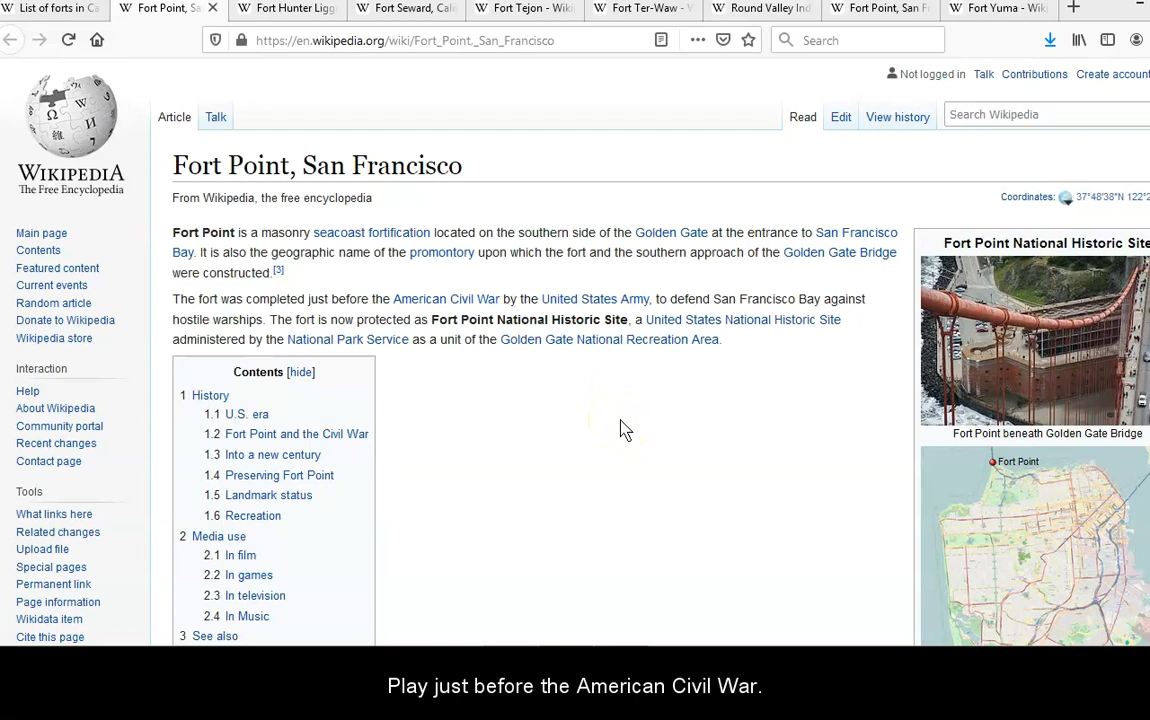 List of forts in Ca
Fort Point, Sa
Fort Hunter Ligg
Fort Seward, Cali
Fort Tejon - Wiki
Fort Ter-Waw - W
Round Valley Ind
Fort Point, San Fr
Fort Yuma - Wiki
https://en.wikipedia.org/wiki/Fort_Point,_San_Francisco
Search
Not logged in Talk Contributions Create account
Article Talk Read Edit View history Search Wikipedia
WIKIPEDIA
The Free Encyclopedia
Main page
Contents
Featured content
Current events
Random article
Donate to Wikipedia
Wikipedia store
Interaction
Help
About Wikipedia
Community portal
Recent changes
Contact page
Tools
What links here
Related changes
Upload file
Special pages
Permanent link
Page information
Wikidata item
Cite this page
Fort Point, San Francisco
From Wikipedia, the free encyclopedia
Coordinates: 37°48′38″N 122°2
Fort Point is a masonry seacoast fortification located on the southern side of the Golden Gate at the entrance to San Francisco
Bay. It is also the geographic name of the promontory upon which the fort and the southern approach of the Golden Gate Bridge
were constructed.[3]
The fort was completed just before the American Civil War by the United States Army, to defend San Francisco Bay against
hostile warships. The fort is now protected as Fort Point National Historic Site, a United States National Historic Site
administered by the National Park Service as a unit of the Golden Gate National Recreation Area.
Contents [hide]
1 History
1.1 U.S. era
1.2 Fort Point and the Civil War
1.3 Into a new century
1.4 Preserving Fort Point
1.5 Landmark status
1.6 Recreation
2 Media use
2.1 In film
2.2 In games
2.3 In television
2.4 In Music
3 See also
Fort Point National Historic Site
Fort Point beneath Golden Gate Bridge
Fort Point
Play just before the American Civil War.